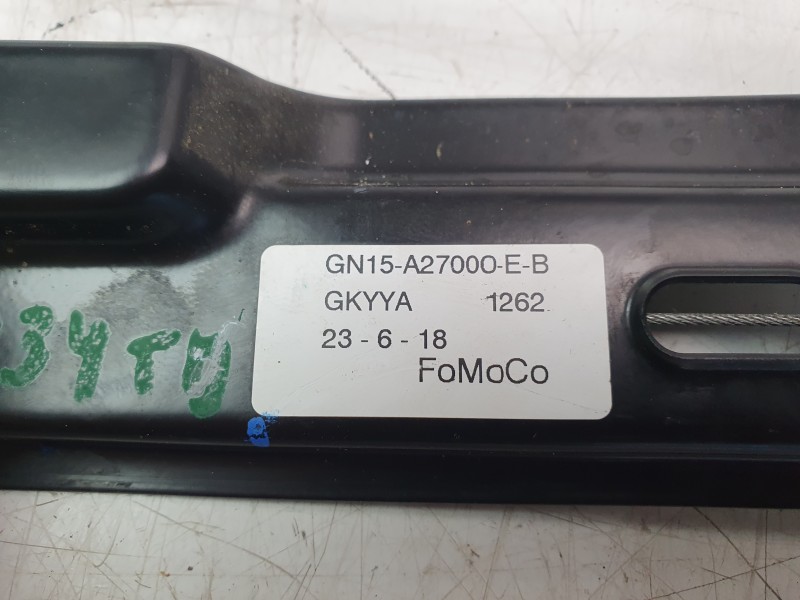 GN15-A27000-E-B
GKYYA 1262
23 - 6 - 18
FoMoCo